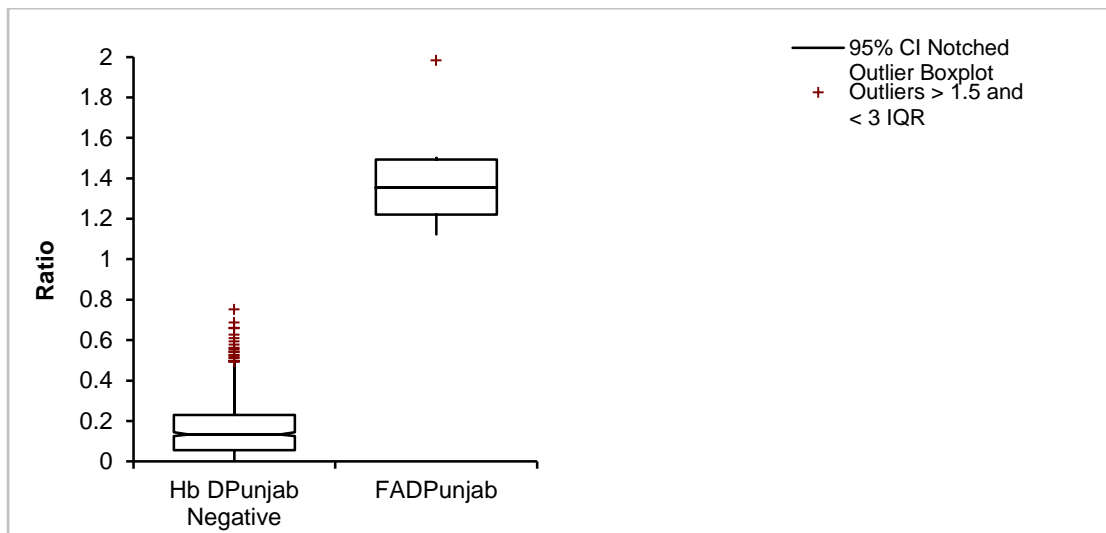 2
1.8
1.6
1.4
1.2
1
0.8
0.6
0.4
0.2
0
Ratio
Hb DPunjab
Negative
FADPunjab
95% CI Notched
Outlier Boxplot
Outliers > 1.5 and
< 3 IQR